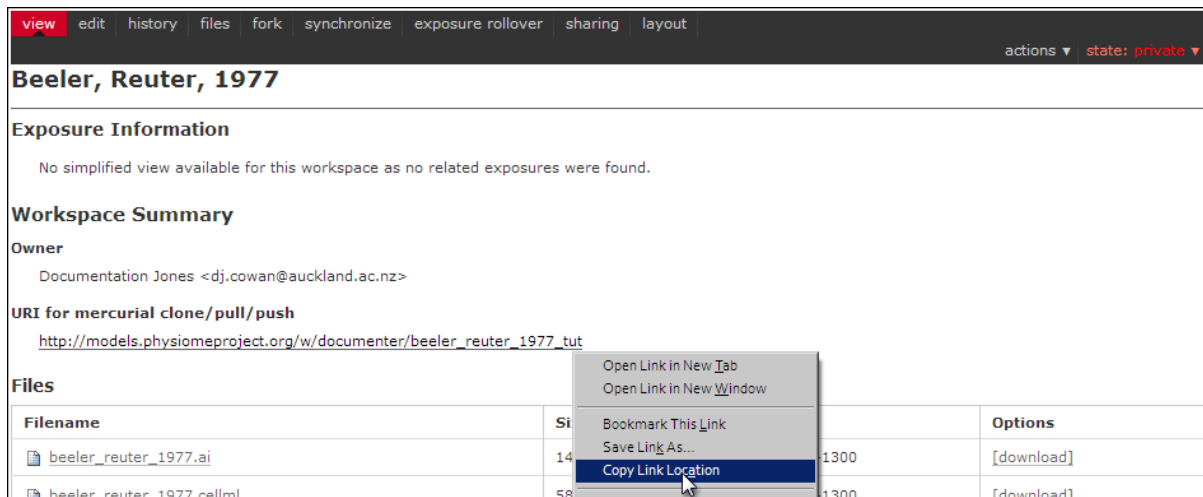 view edit history files fork synchronize exposure rollover sharing layout
actions ▼ state: private ▼
Beeler, Reuter, 1977
Exposure Information
No simplified view available for this workspace as no related exposures were found.
Workspace Summary
Owner
Documentation Jones <dj.cowan@auckland.ac.nz>
URI for mercurial clone/pull/push
http://models.physiomeproject.org/w/documenter/beeler_reuter_1977_tut
Open Link in New Tab
Open Link in New Window
Bookmark This Link
Save Link As...
Copy Link Location
Files
Filename Si Options
beeler_reuter_1977.ai 14 1300 [download]
beeler_reuter_1977.cellml 58 1300 [download]